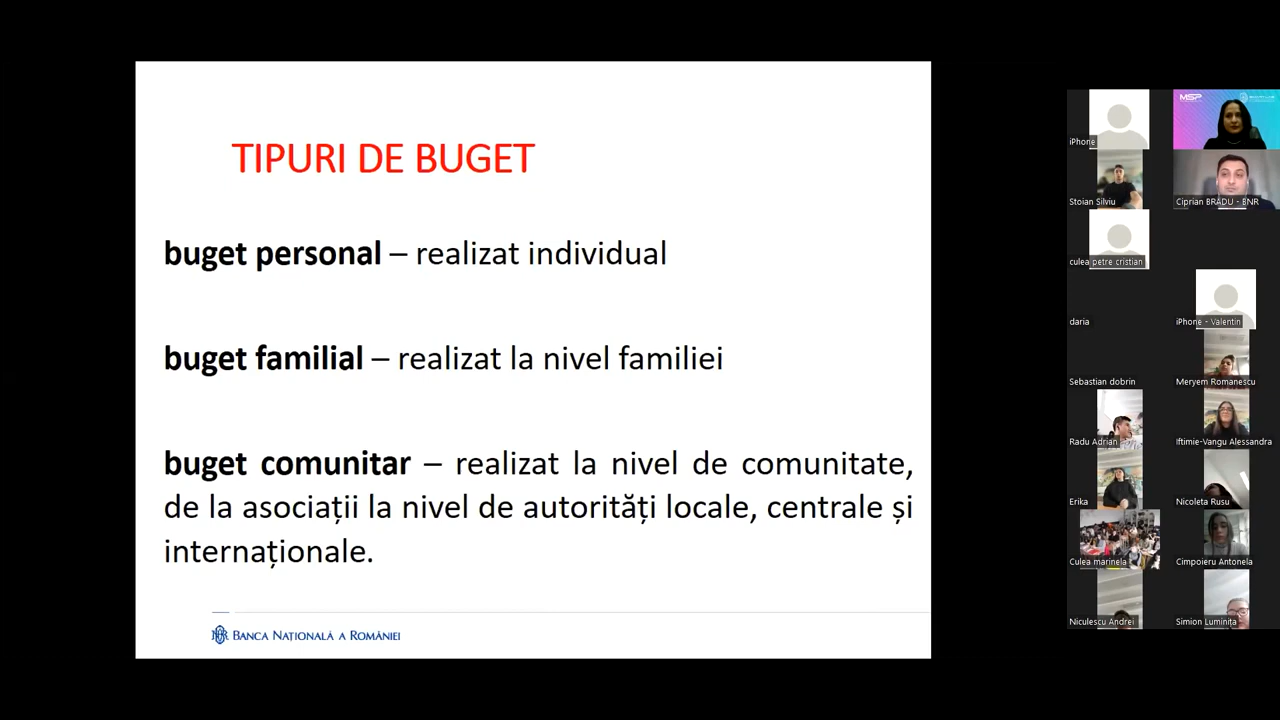 TIPURI DE BUGET
buget personal – realizat individual
buget familial – realizat la nivel familiei
buget comunitar – realizat la nivel de comunitate,
de la asociații la nivel de autorități locale, centrale și
internaționale.
BANCA NAȚIONALĂ A ROMÂNIEI
iPhone
MSP
Stoian Silviu
Ciprian BRADU - BNR
culea petre cristian
daria
iPhone - Valentin
Sebastian dobrin
Meryem Romanescu
Radu Adrian
Iftimie-Vangu Alessandra
Erika
Nicoleta Rusu
Culea marinela
Cimpoieru Antonela
Niculescu Andrei
Simion Luminița